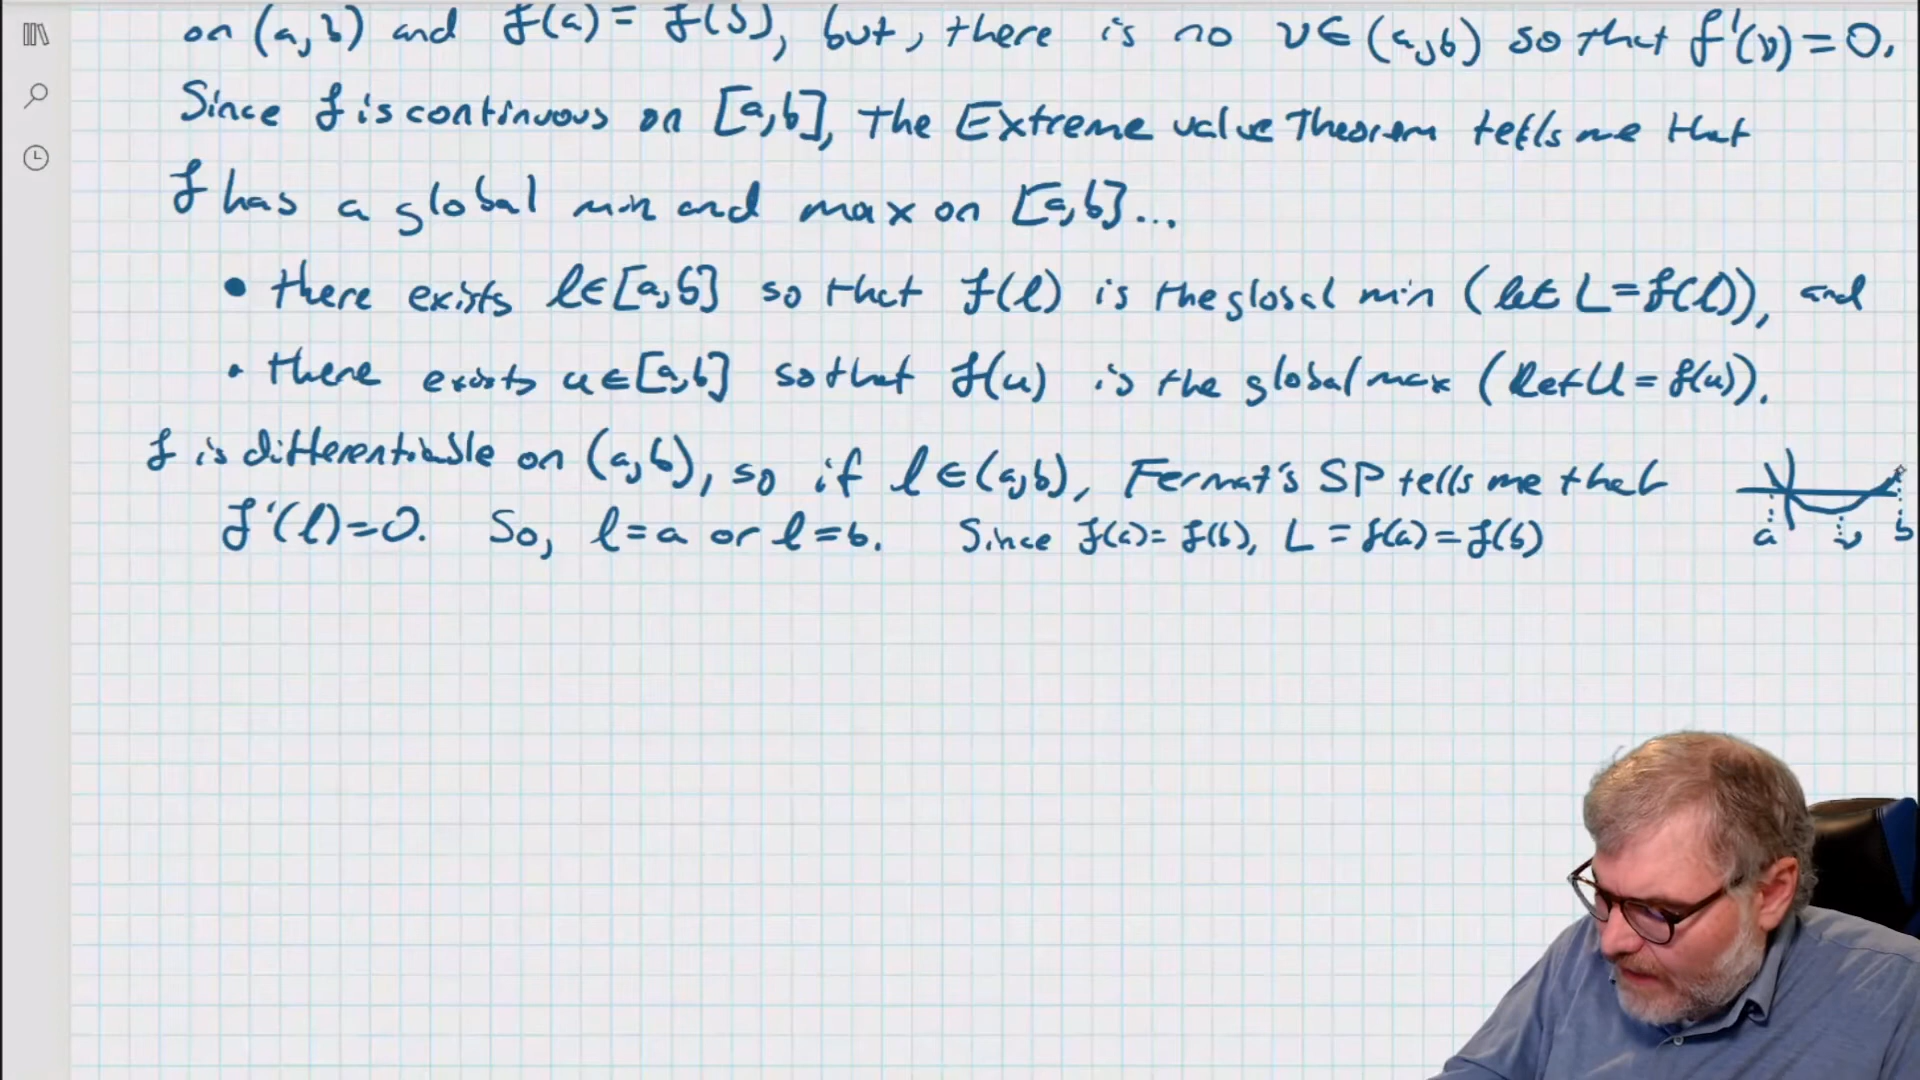 on (a,b) and f(a) = f(b), but, there is no v∈(a,b) so that f'(v)=0.
Since f is continuous on [a,b], the Extreme value Theorem tells me that
f has a global min and max on [a,b]...
• there exists l∈[a,b] so that f(l) is the global min (let L=f(l)), and
• there exists u∈[a,b] so that f(u) is the global max (let U=f(u)).
f is differentiable on (a,b), so if l∈(a,b), Fermat's SP tells me that
f'(l)=0. So, l=a or l=b. Since f(a)=f(b), L=f(a)=f(b)
a v b